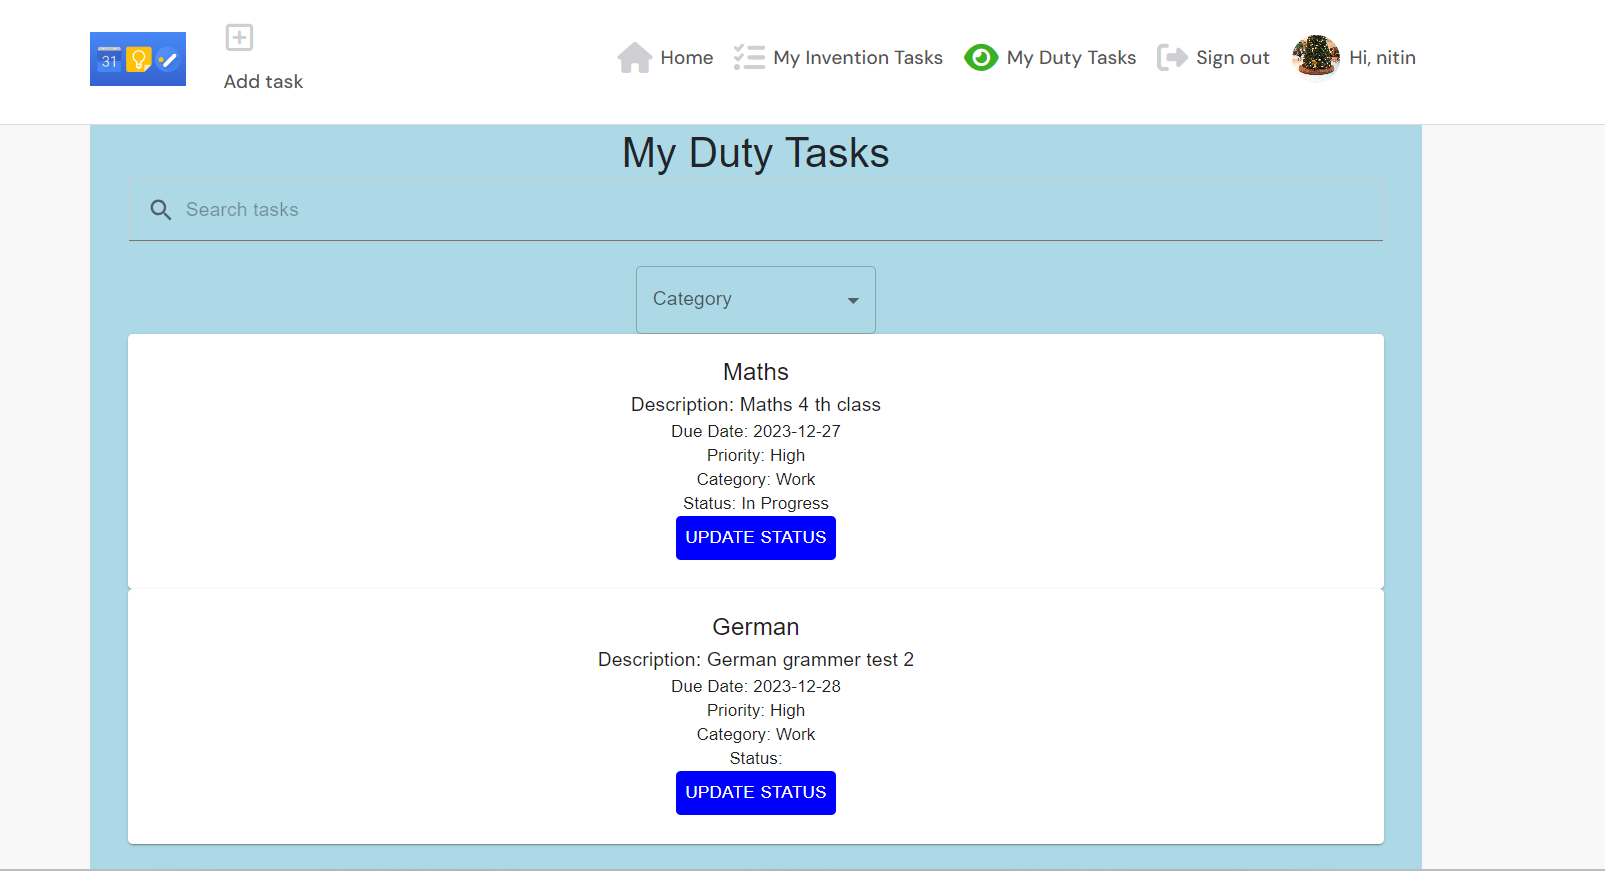 31
Add task
Home
My Invention Tasks
My Duty Tasks
Sign out
Hi, nitin
My Duty Tasks
Search tasks
Category
Maths
Description: Maths 4 th class
Due Date: 2023-12-27
Priority: High
Category: Work
Status: In Progress
UPDATE STATUS
German
Description: German grammer test 2
Due Date: 2023-12-28
Priority: High
Category: Work
Status:
UPDATE STATUS